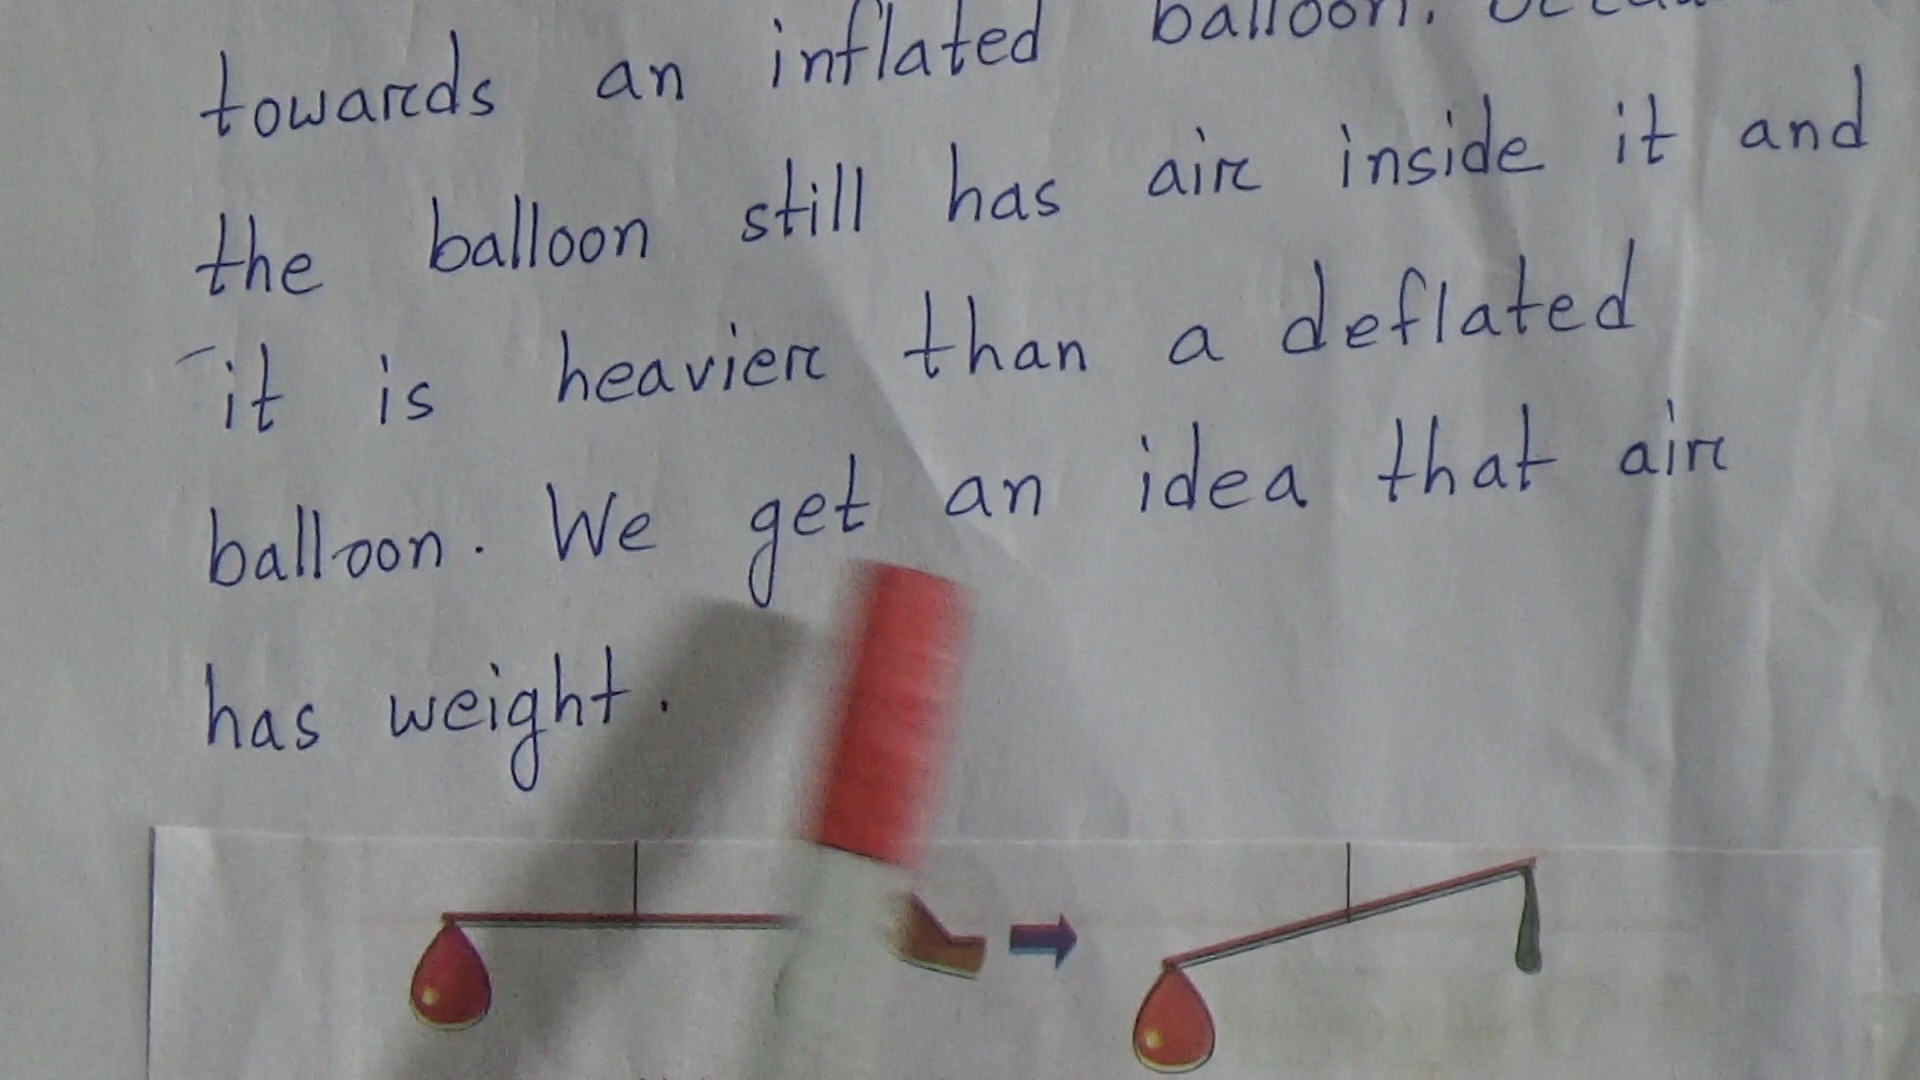 towards an inflated balloon.
the balloon still has air inside it and
it is heavier than a deflated
balloon. We get an idea that air
has weight.